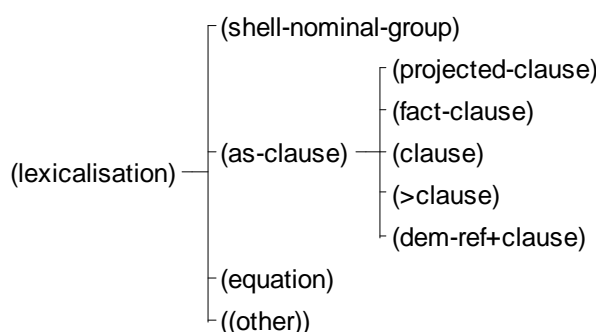 (shell-nominal-group)
(projected-clause)
(fact-clause)
(lexicalisation)
(as-clause)
(clause)
(>clause)
(dem-ref+clause)
(equation)
((other))